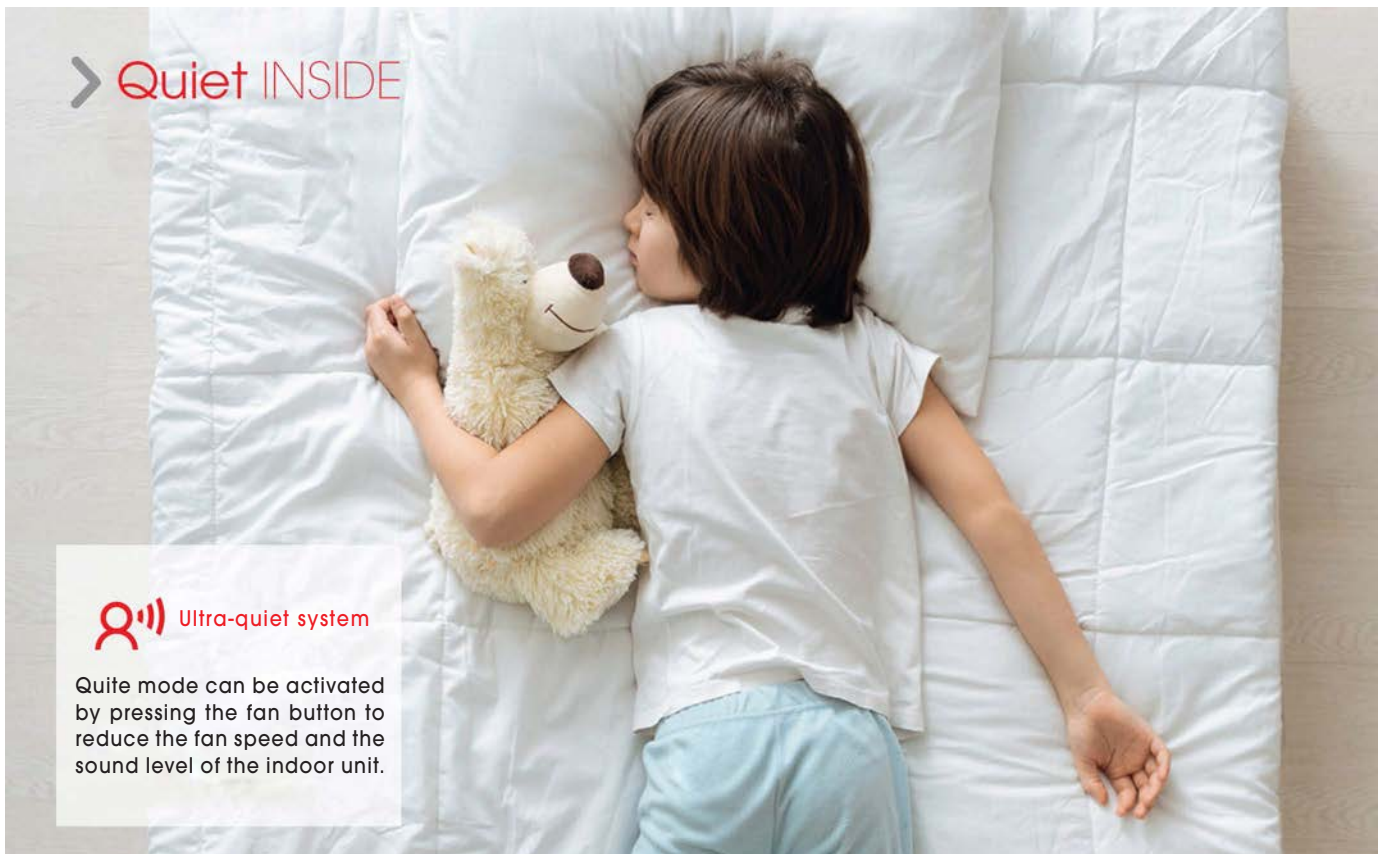 Quiet INSIDE
Ultra-quiet system
Quite mode can be activated
by pressing the fan button to
reduce the fan speed and the
sound level of the indoor unit.